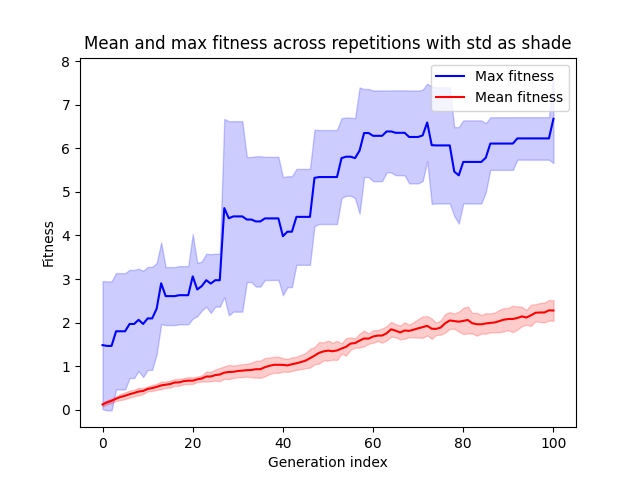 Mean and max fitness across repetitions with std as shade
Max fitness
Mean fitness
8
7
6
5
4
3
2
1
0
Fitness
0 20 40 60 80 100
Generation index